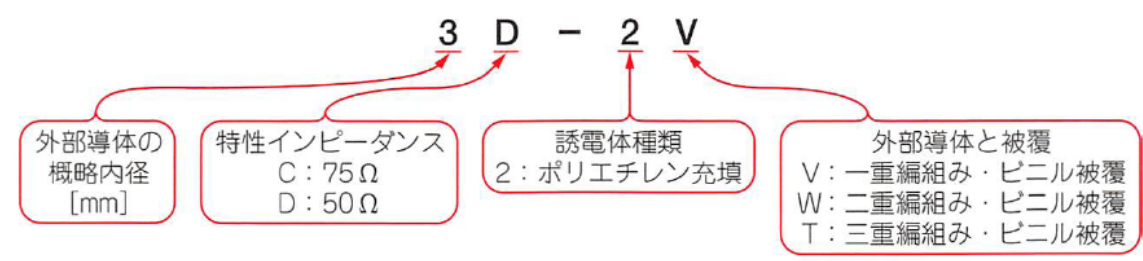 3 D - 2 V
外部導体の
概略内径
[mm]
特性インピーダンス
C：75Ω
D：50Ω
誘電体種類
2：ポリエチレン充填
外部導体と被覆
V：一重編組み・ビニル被覆
W：二重編組み・ビニル被覆
T：三重編組み・ビニル被覆